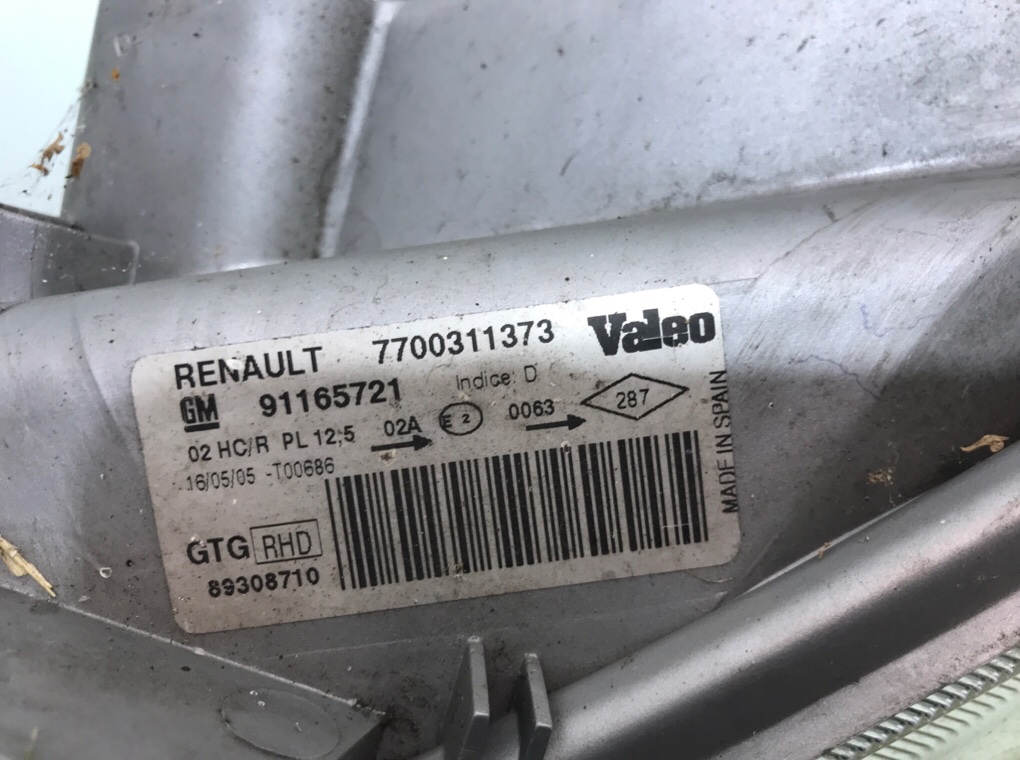 RENAULT 7700311373 Valeo
GM 91165721 Indice: D
02 HC/R PL 12,5 02A E 2 0063 287
16/05/05 -T00686
GTG RHD
89308710
MADE IN SPAIN